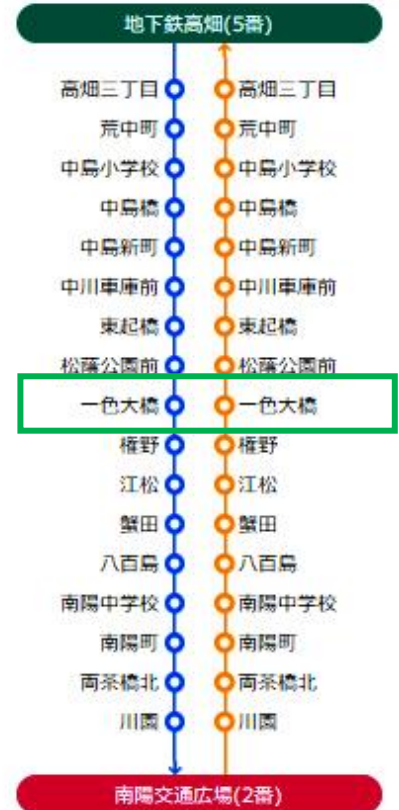 地下鉄高畑(5番)
高畑三丁目 高畑三丁目
荒中町 荒中町
中島小学校 中島小学校
中島橋 中島橋
中島新町 中島新町
中川車庫前 中川車庫前
東起橋 東起橋
松蔭公園前 松蔭公園前
一色大橋 一色大橋
権野 権野
江松 江松
蟹田 蟹田
八百島 八百島
南陽中学校 南陽中学校
南陽町 南陽町
両茶橋北 両茶橋北
川園 川園
南陽交通広場(2番)